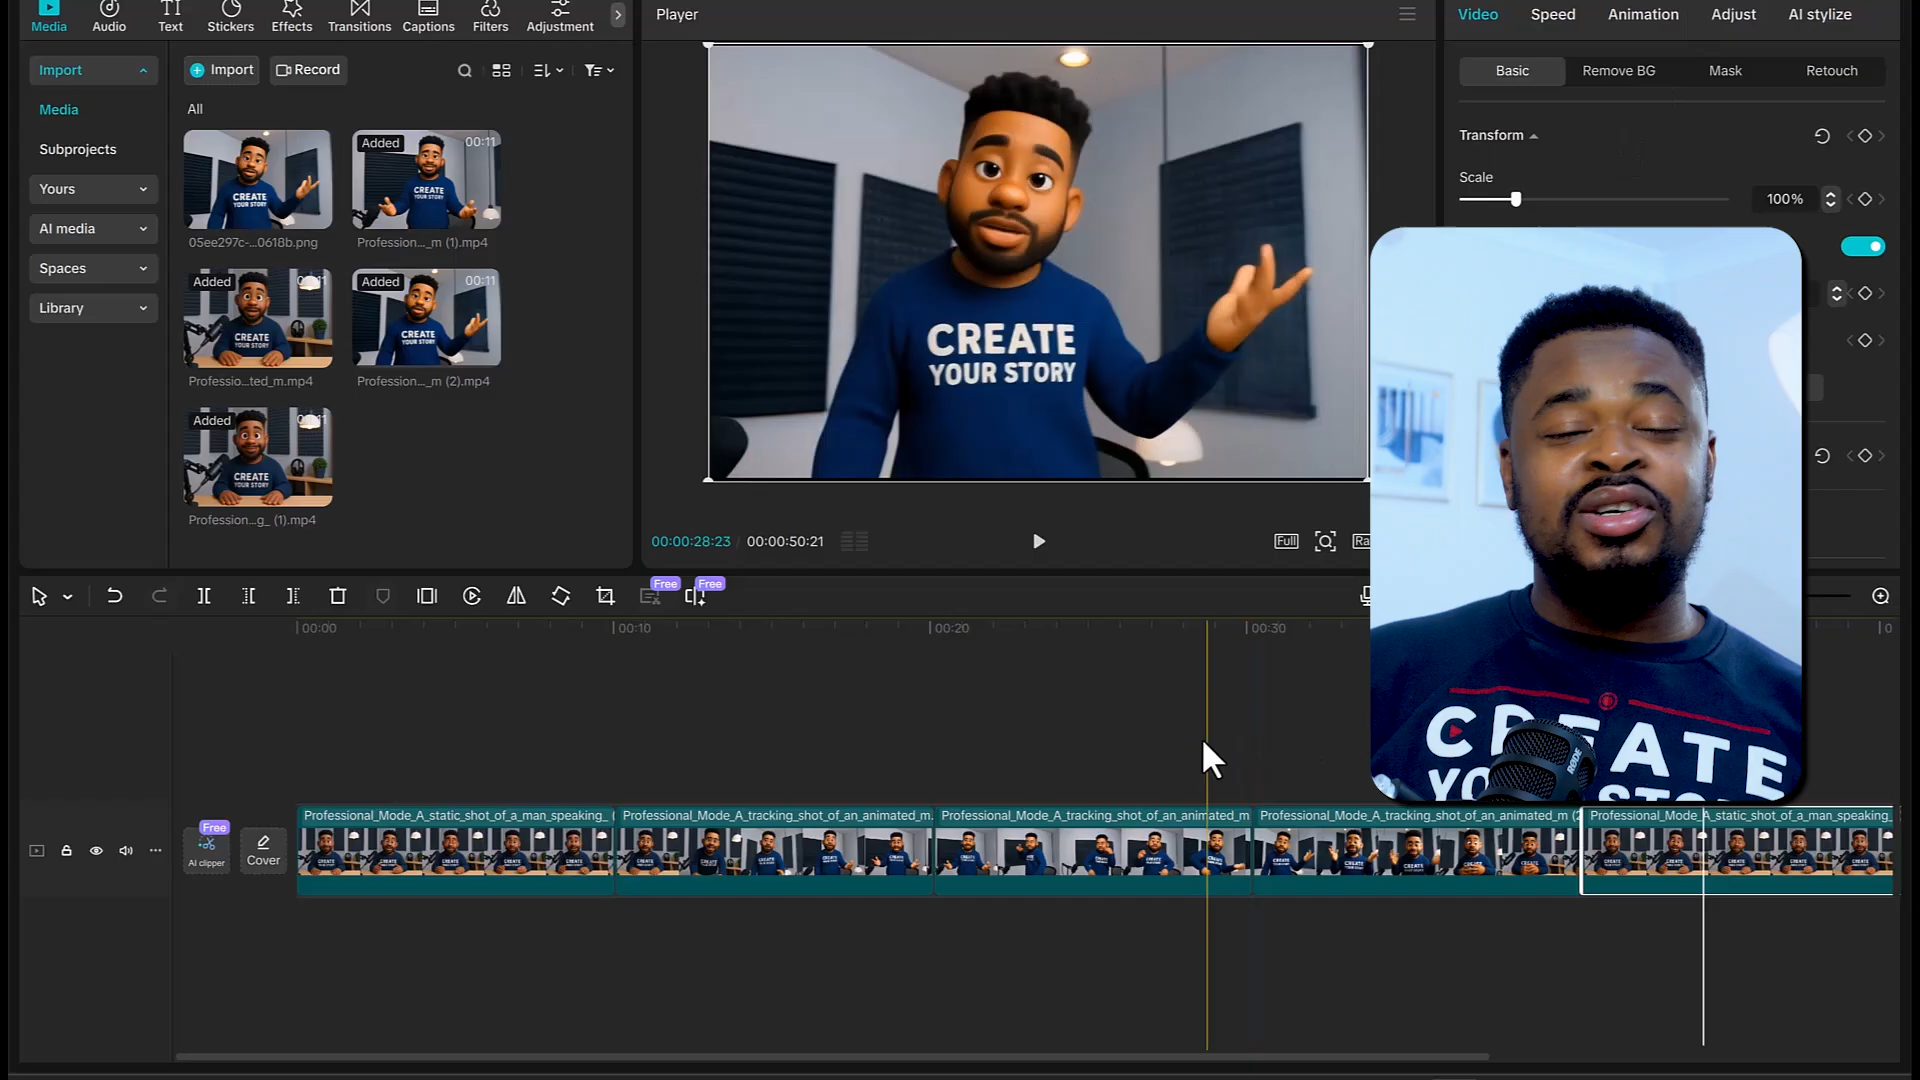 Media
Audio
Text
Stickers
Effects
Transitions
Captions
Filters
Adjustment
Player
Video
Speed
Animation
Adjust
AI stylize
Import
Media
Subprojects
Yours
AI media
Spaces
Library
Import
Record
All
05ee297c-...0618b.png
Added
00:11
Profession..._m (1).mp4
Added
Professio...ted_m.mp4
Added
00:11
Profession..._m (2).mp4
Added
Profession...g_ (1).mp4
CREATE
YOUR STORY
00:00:28:23 / 00:00:50:21
Full
Basic
Remove BG
Mask
Retouch
Transform
Scale
100%
Free
Free
00:00
00:10
00:20
00:30
Free
AI clipper
Cover
Professional_Mode_A_static_shot_of_a_man_speaking_
Professional_Mode_A_tracking_shot_of_an_animated_m.
Professional_Mode_A_tracking_shot_of_an_animated_m
Professional_Mode_A_tracking_shot_of_an_animated_m (2
Professional_Mode_A_static_shot_of_a_man_speaking_
CREATE
RØDE